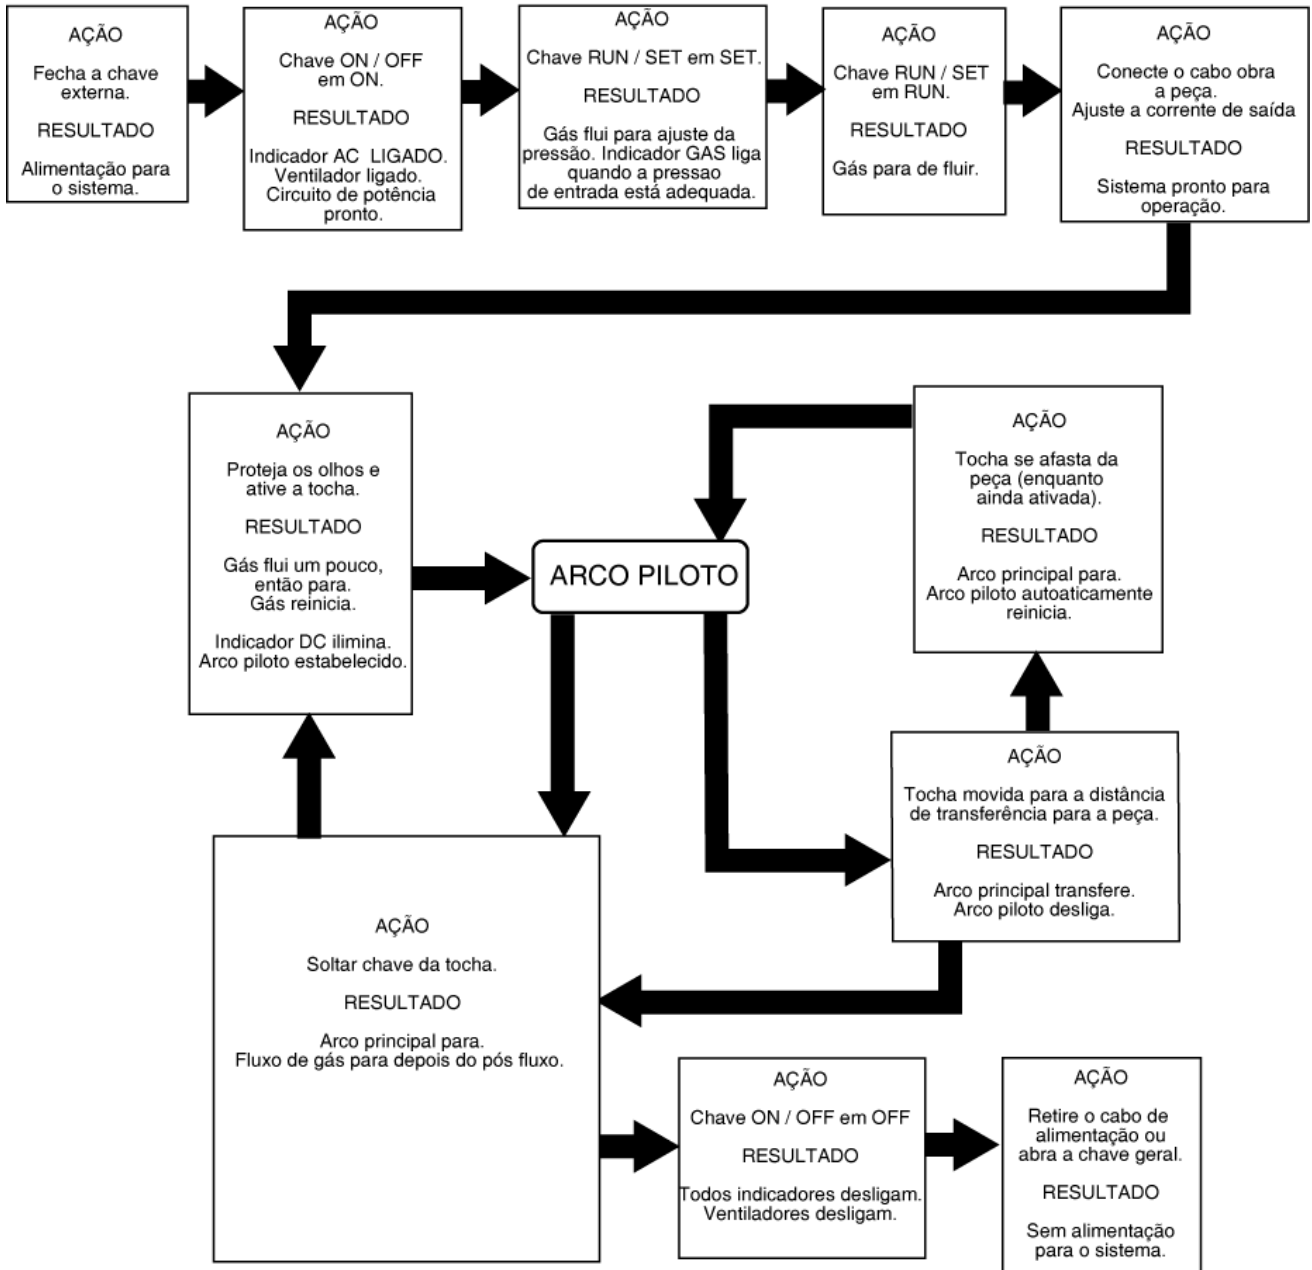 AÇÃO
Fecha a chave
externa.
RESULTADO
Alimentação para
o sistema.
AÇÃO
Chave ON / OFF
em ON.
RESULTADO
Indicador AC LIGADO.
Ventilador ligado.
Circuito de potência
pronto.
AÇÃO
Chave RUN / SET em SET.
RESULTADO
Gás flui para ajuste da
pressão. Indicador GAS liga
quando a pressao
de entrada está adequada.
AÇÃO
Chave RUN / SET
em RUN.
RESULTADO
Gás para de fluir.
AÇÃO
Conecte o cabo obra
a peça.
Ajuste a corrente de saída
RESULTADO
Sistema pronto para
operação.
AÇÃO
Proteja os olhos e
ative a tocha.
RESULTADO
Gás flui um pouco,
então para.
Gás reinicia.
Indicador DC ilimina.
Arco piloto estabelecido.
ARCO PILOTO
AÇÃO
Tocha se afasta da
peça (enquanto
ainda ativada).
RESULTADO
Arco principal para.
Arco piloto autoaticamente
reinicia.
AÇÃO
Tocha movida para a distância
de transferência para a peça.
RESULTADO
Arco principal transfere.
Arco piloto desliga.
AÇÃO
Soltar chave da tocha.
RESULTADO
Arco principal para.
Fluxo de gás para depois do pós fluxo.
AÇÃO
Chave ON / OFF em OFF
RESULTADO
Todos indicadores desligam.
Ventiladores desligam.
AÇÃO
Retire o cabo de
alimentação ou
abra a chave geral.
RESULTADO
Sem alimentação
para o sistema.